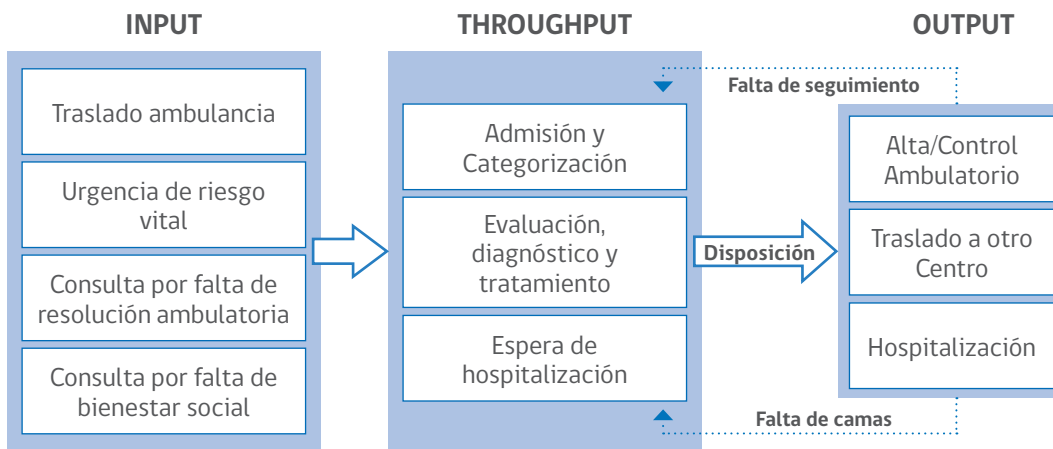 INPUT
Traslado ambulancia
Urgencia de riesgo
vital
Consulta por falta de
resolución ambulatoria
Consulta por falta de
bienestar social
THROUGHPUT
Admisión y
Categorización
Evaluación,
diagnóstico y
tratamiento
Espera de
hospitalización
Disposición
OUTPUT
Falta de seguimiento
Alta/Control
Ambulatorio
Traslado a otro
Centro
Hospitalización
Falta de camas